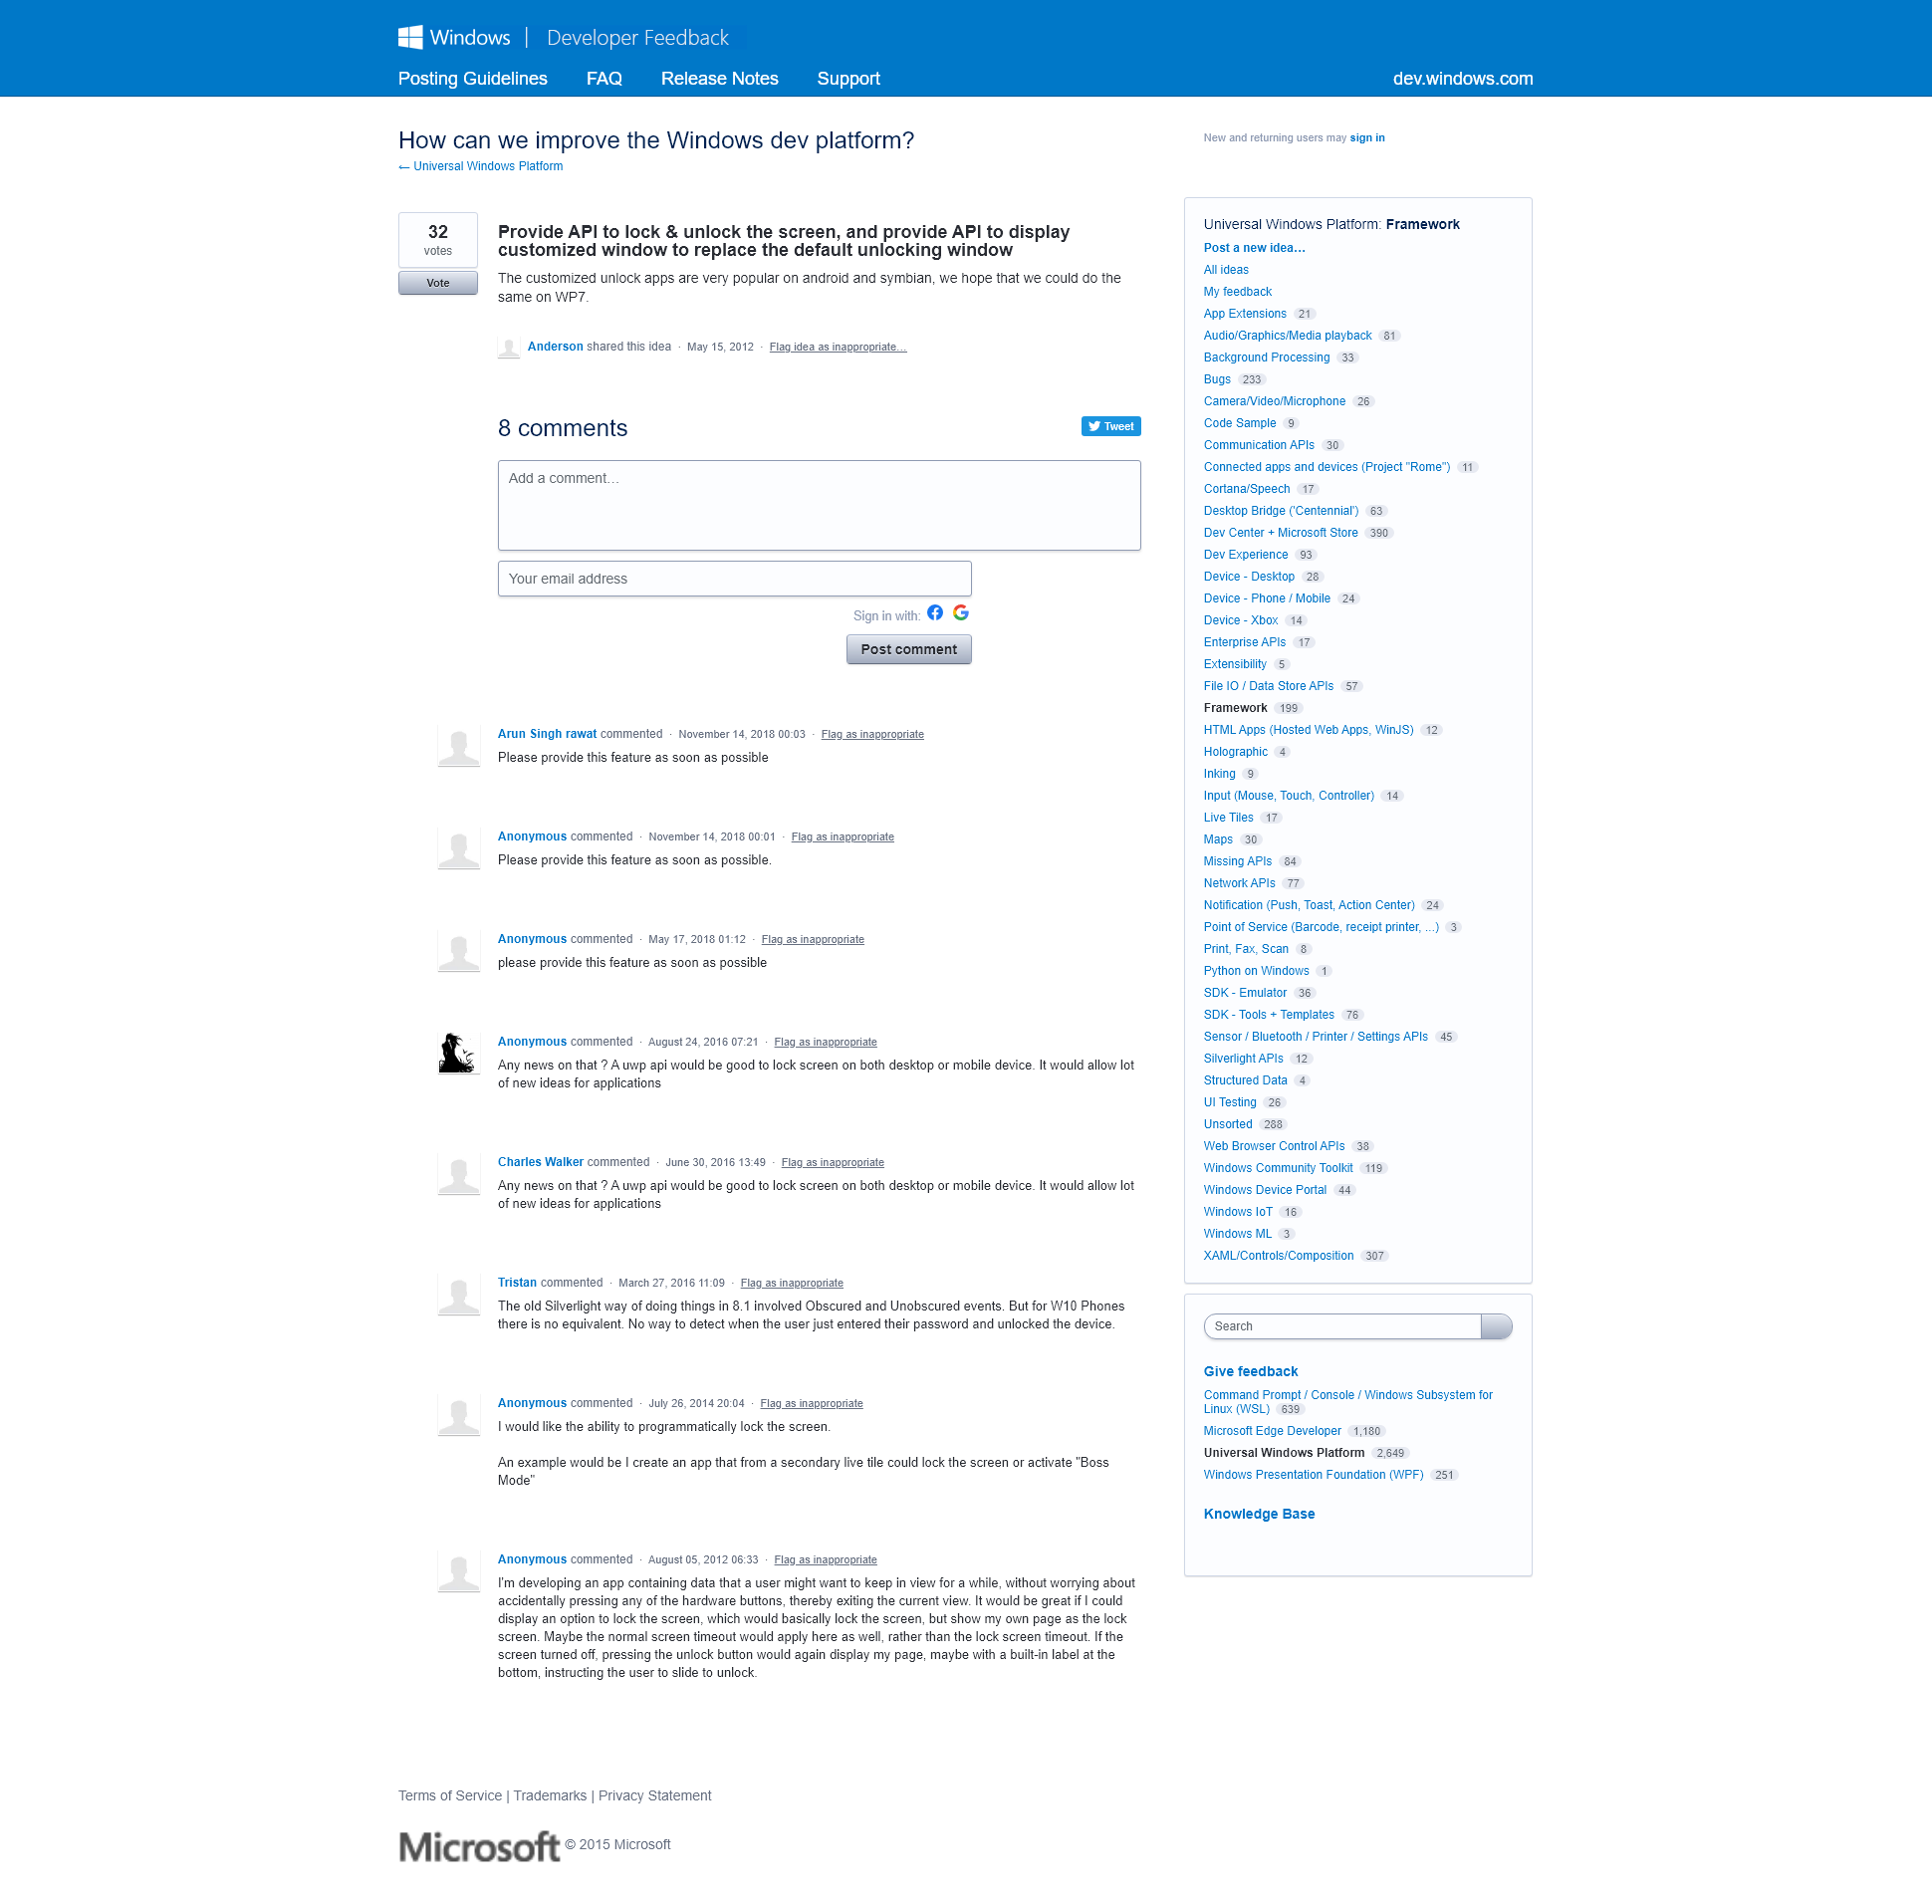 Windows | Developer Feedback
Posting Guidelines FAQ Release Notes Support dev.windows.com
How can we improve the Windows dev platform?
← Universal Windows Platform
New and returning users may sign in
32
votes
Vote
Provide API to lock & unlock the screen, and provide API to display
customized window to replace the default unlocking window
The customized unlock apps are very popular on android and symbian, we hope that we could do the
same on WP7.
Anderson shared this idea · May 15, 2012 · Flag idea as inappropriate…
8 comments
Tweet
Add a comment…
Your email address
Sign in with:
Post comment
Arun Singh rawat commented · November 14, 2018 00:03 · Flag as inappropriate
Please provide this feature as soon as possible
Anonymous commented · November 14, 2018 00:01 · Flag as inappropriate
Please provide this feature as soon as possible.
Anonymous commented · May 17, 2018 01:12 · Flag as inappropriate
please provide this feature as soon as possible
Anonymous commented · August 24, 2016 07:21 · Flag as inappropriate
Any news on that ? A uwp api would be good to lock screen on both desktop or mobile device. It would allow lot
of new ideas for applications
Charles Walker commented · June 30, 2016 13:49 · Flag as inappropriate
Any news on that ? A uwp api would be good to lock screen on both desktop or mobile device. It would allow lot
of new ideas for applications
Tristan commented · March 27, 2016 11:09 · Flag as inappropriate
The old Silverlight way of doing things in 8.1 involved Obscured and Unobscured events. But for W10 Phones
there is no equivalent. No way to detect when the user just entered their password and unlocked the device.
Anonymous commented · July 26, 2014 20:04 · Flag as inappropriate
I would like the ability to programmatically lock the screen.
An example would be I create an app that from a secondary live tile could lock the screen or activate "Boss
Mode"
Anonymous commented · August 05, 2012 06:33 · Flag as inappropriate
I'm developing an app containing data that a user might want to keep in view for a while, without worrying about
accidentally pressing any of the hardware buttons, thereby exiting the current view. It would be great if I could
display an option to lock the screen, which would basically lock the screen, but show my own page as the lock
screen. Maybe the normal screen timeout would apply here as well, rather than the lock screen timeout. If the
screen turned off, pressing the unlock button would again display my page, maybe with a built-in label at the
bottom, instructing the user to slide to unlock.
Universal Windows Platform: Framework
Post a new idea…
All ideas
My feedback
App Extensions 21
Audio/Graphics/Media playback 81
Background Processing 33
Bugs 233
Camera/Video/Microphone 26
Code Sample 9
Communication APIs 30
Connected apps and devices (Project "Rome") 11
Cortana/Speech 17
Desktop Bridge ('Centennial') 63
Dev Center + Microsoft Store 390
Dev Experience 93
Device - Desktop 28
Device - Phone / Mobile 24
Device - Xbox 14
Enterprise APIs 17
Extensibility 5
File IO / Data Store APIs 57
Framework 199
HTML Apps (Hosted Web Apps, WinJS) 12
Holographic 4
Inking 9
Input (Mouse, Touch, Controller) 14
Live Tiles 17
Maps 30
Missing APIs 84
Network APIs 77
Notification (Push, Toast, Action Center) 24
Point of Service (Barcode, receipt printer, ...) 3
Print, Fax, Scan 8
Python on Windows 1
SDK - Emulator 36
SDK - Tools + Templates 76
Sensor / Bluetooth / Printer / Settings APIs 45
Silverlight APIs 12
Structured Data 4
UI Testing 26
Unsorted 288
Web Browser Control APIs 38
Windows Community Toolkit 119
Windows Device Portal 44
Windows IoT 16
Windows ML 3
XAML/Controls/Composition 307
Search
Give feedback
Command Prompt / Console / Windows Subsystem for
Linux (WSL) 639
Microsoft Edge Developer 1,180
Universal Windows Platform 2,649
Windows Presentation Foundation (WPF) 251
Knowledge Base
Terms of Service | Trademarks | Privacy Statement
Microsoft © 2015 Microsoft